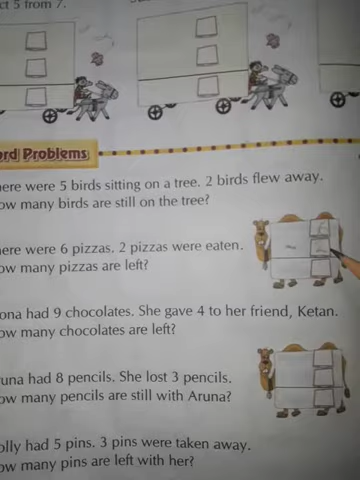 ct 5 from 7.
ord Problems
here were 5 birds sitting on a tree. 2 birds flew away.
ow many birds are still on the tree?
here were 6 pizzas. 2 pizzas were eaten.
ow many pizzas are left?
ona had 9 chocolates. She gave 4 to her friend, Ketan.
ow many chocolates are left?
runa had 8 pencils. She lost 3 pencils.
ow many pencils are still with Aruna?
olly had 5 pins. 3 pins were taken away.
ow many pins are left with her?